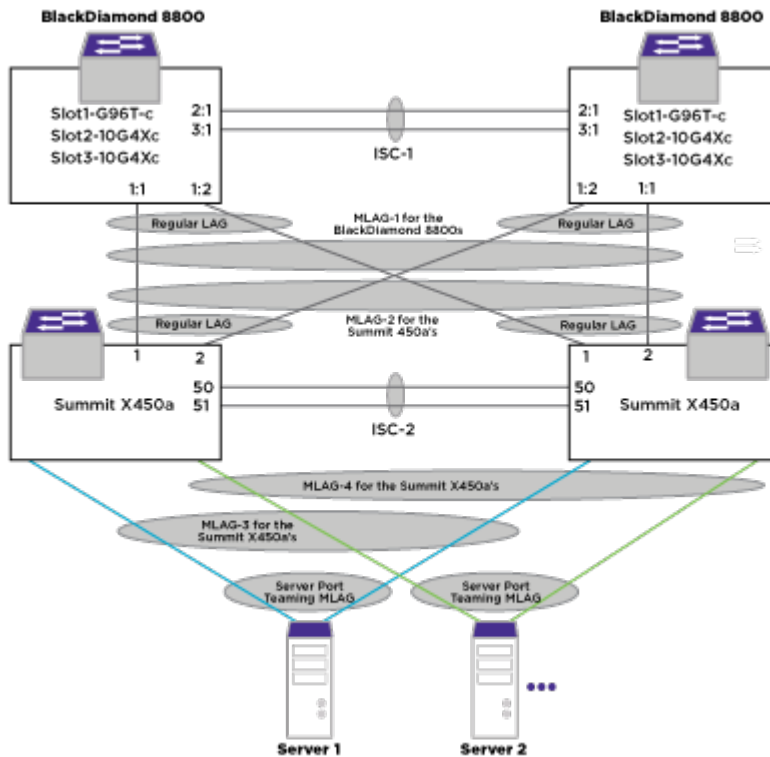 BlackDiamond 8800
BlackDiamond 8800
Slot1-G96T-c
Slot2-10G4Xc
Slot3-10G4Xc
2:1
3:1
1:1
1:2
ISC-1
2:1
3:1
Slot1-G96T-c
Slot2-10G4Xc
Slot3-10G4Xc
1:2
1:1
Regular LAG
MLAG-1 for the
BlackDiamond 8800s
Regular LAG
Regular LAG
MLAG-2 for the
Summit 450a's
Regular LAG
1
2
50
51
Summit X450a
ISC-2
1
2
50
51
Summit X450a
MLAG-4 for the Summit X450a's
MLAG-3 for the
Summit X450a's
Server Port
Teaming MLAG
Server Port
Teaming MLAG
Server 1
Server 2